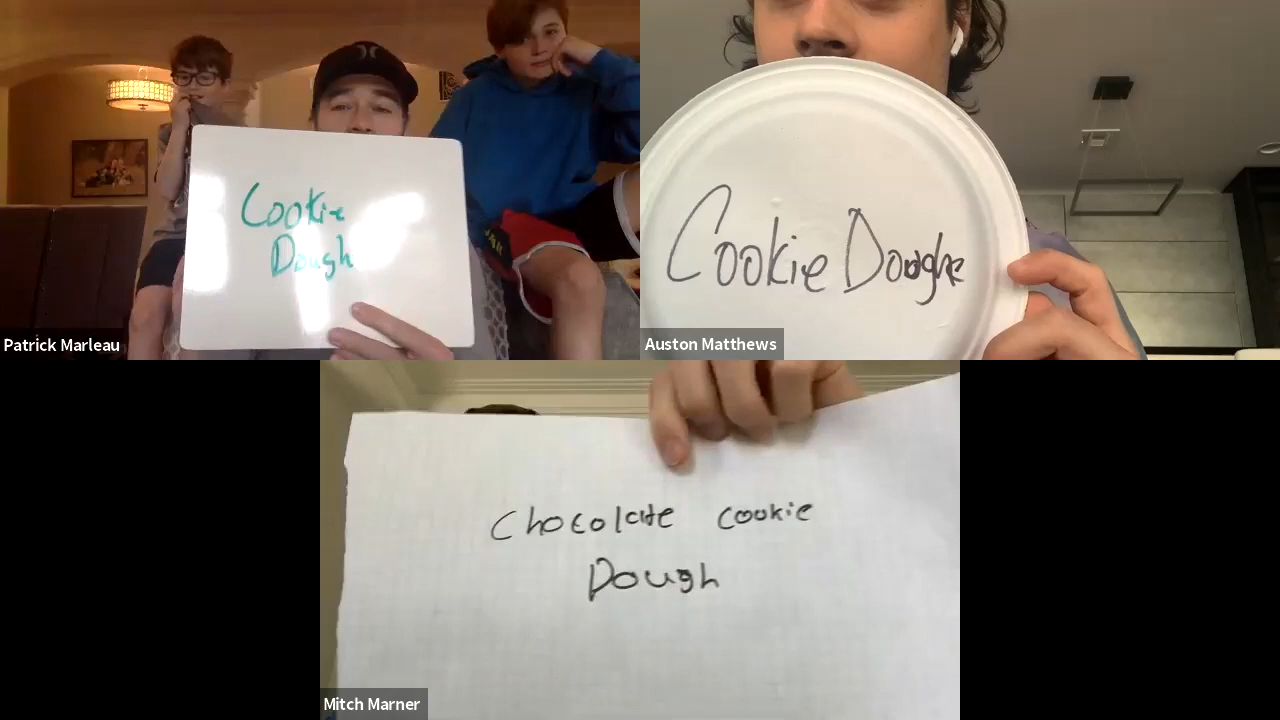 Cookie
Dough
Patrick Marleau
Cookie Doughe
Auston Matthews
Chocolate cookie
Dough
Mitch Marner